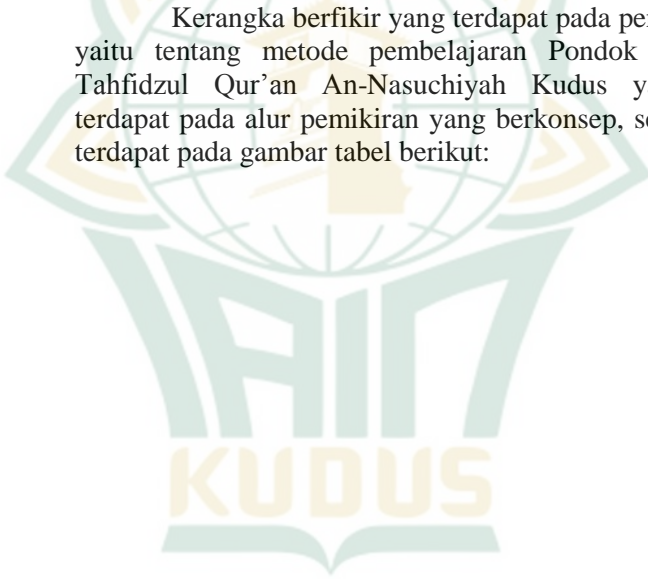 Kerangka berfikir yang terdapat pada
yaitu tentang metode pembelajaran Pondok
Tahfidzul Qur'an An-Nasuchiyah Kudus
terdapat pada alur pemikiran yang berkonsep,
terdapat pada gambar tabel berikut:
IAIN
KUDUS